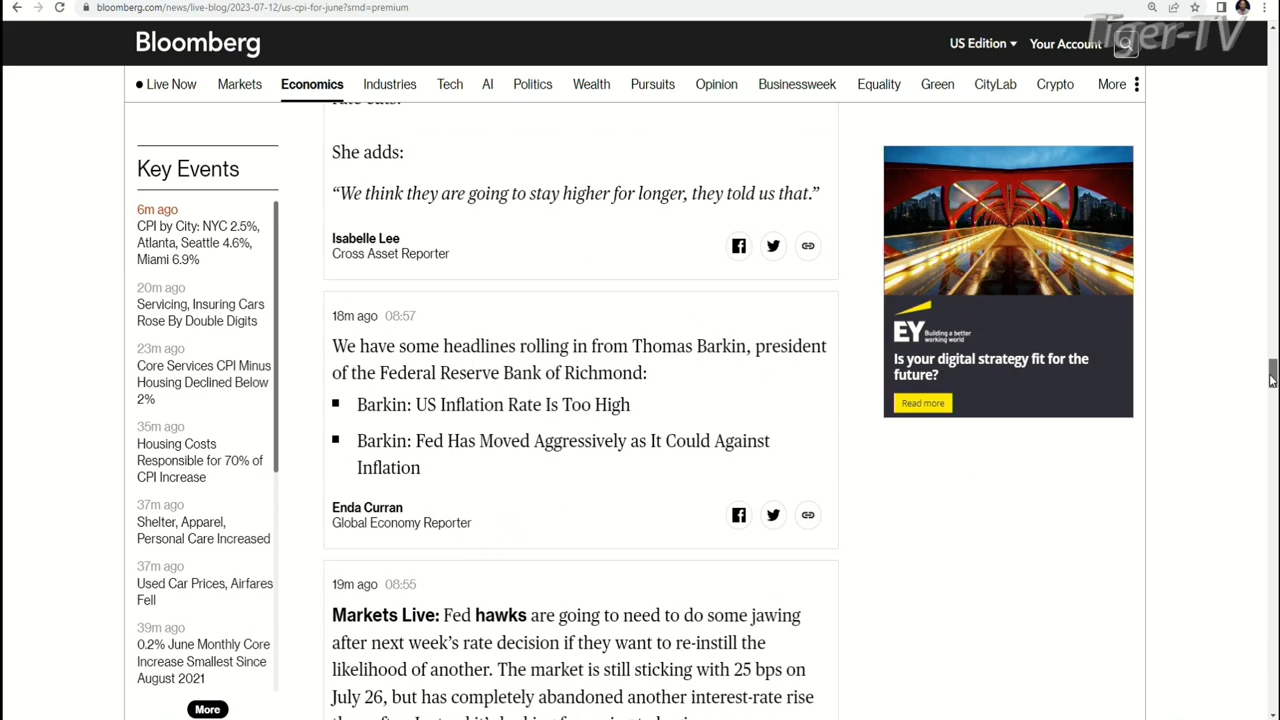 bloomberg.com/news/live-blog/2023-07-12/us-cpi-for-june?srnd=premium
Tiger-TV
Bloomberg
US Edition
Your Account
Live Now
Markets
Economics
Industries
Tech
AI
Politics
Wealth
Pursuits
Opinion
Businessweek
Equality
Green
CityLab
Crypto
More
Key Events
6m ago
CPI by City: NYC 2.5%,
Atlanta, Seattle 4.6%,
Miami 6.9%
20m ago
Servicing, Insuring Cars
Rose By Double Digits
23m ago
Core Services CPI Minus
Housing Declined Below
2%
35m ago
Housing Costs
Responsible for 70% of
CPI Increase
37m ago
Shelter, Apparel,
Personal Care Increased
37m ago
Used Car Prices, Airfares
Fell
39m ago
0.2% June Monthly Core
Increase Smallest Since
August 2021
More
She adds:
“We think they are going to stay higher for longer, they told us that.”
Isabelle Lee
Cross Asset Reporter
18m ago 08:57
We have some headlines rolling in from Thomas Barkin, president
of the Federal Reserve Bank of Richmond:
Barkin: US Inflation Rate Is Too High
Barkin: Fed Has Moved Aggressively as It Could Against
Inflation
Enda Curran
Global Economy Reporter
19m ago 08:55
Markets Live: Fed hawks are going to need to do some jawing
after next week’s rate decision if they want to re-instill the
likelihood of another. The market is still sticking with 25 bps on
July 26, but has completely abandoned another interest-rate rise
EY Building a better
working world
Is your digital strategy fit for the
future?
Read more